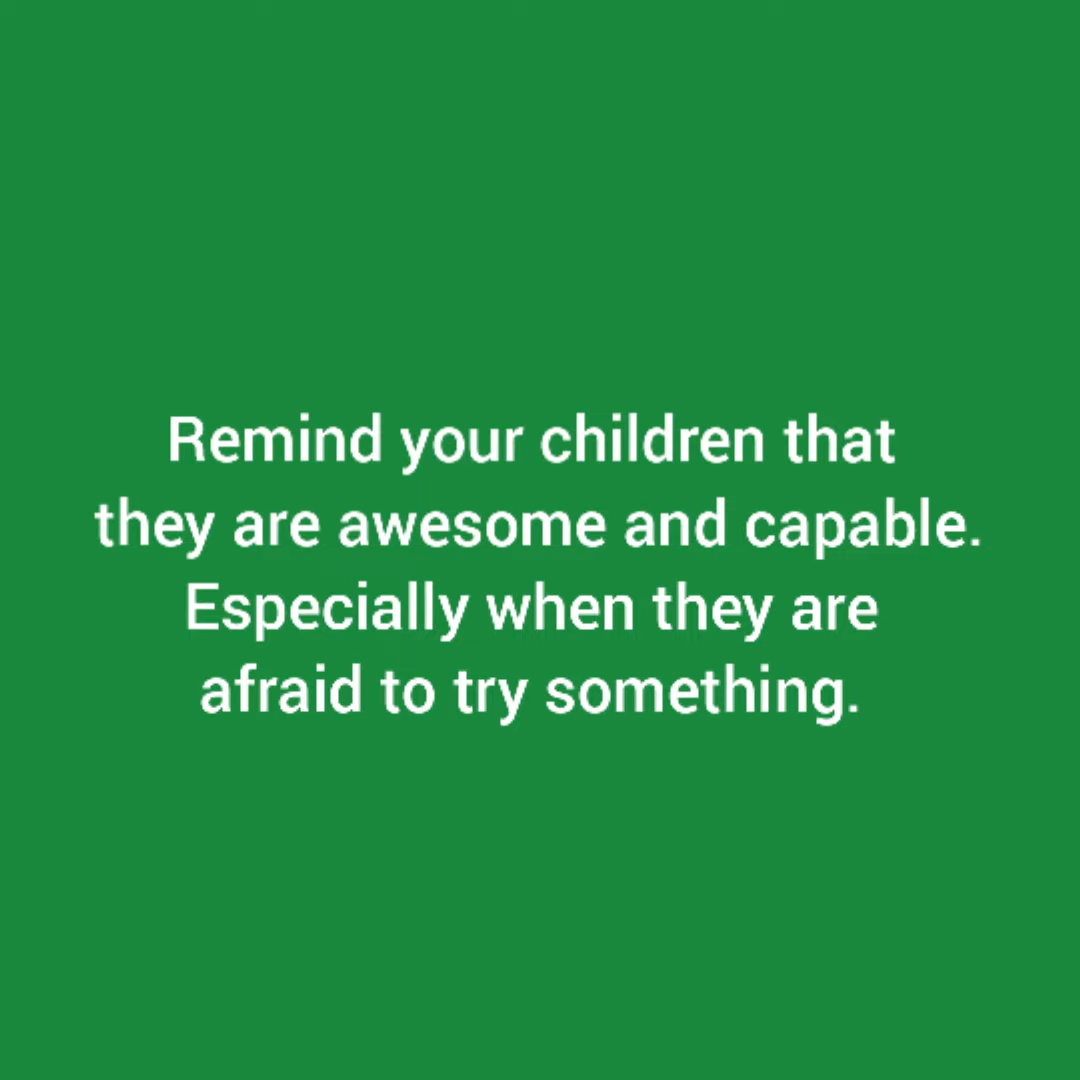 Remind your children that
they are awesome and capable.
Especially when they are
afraid to try something.